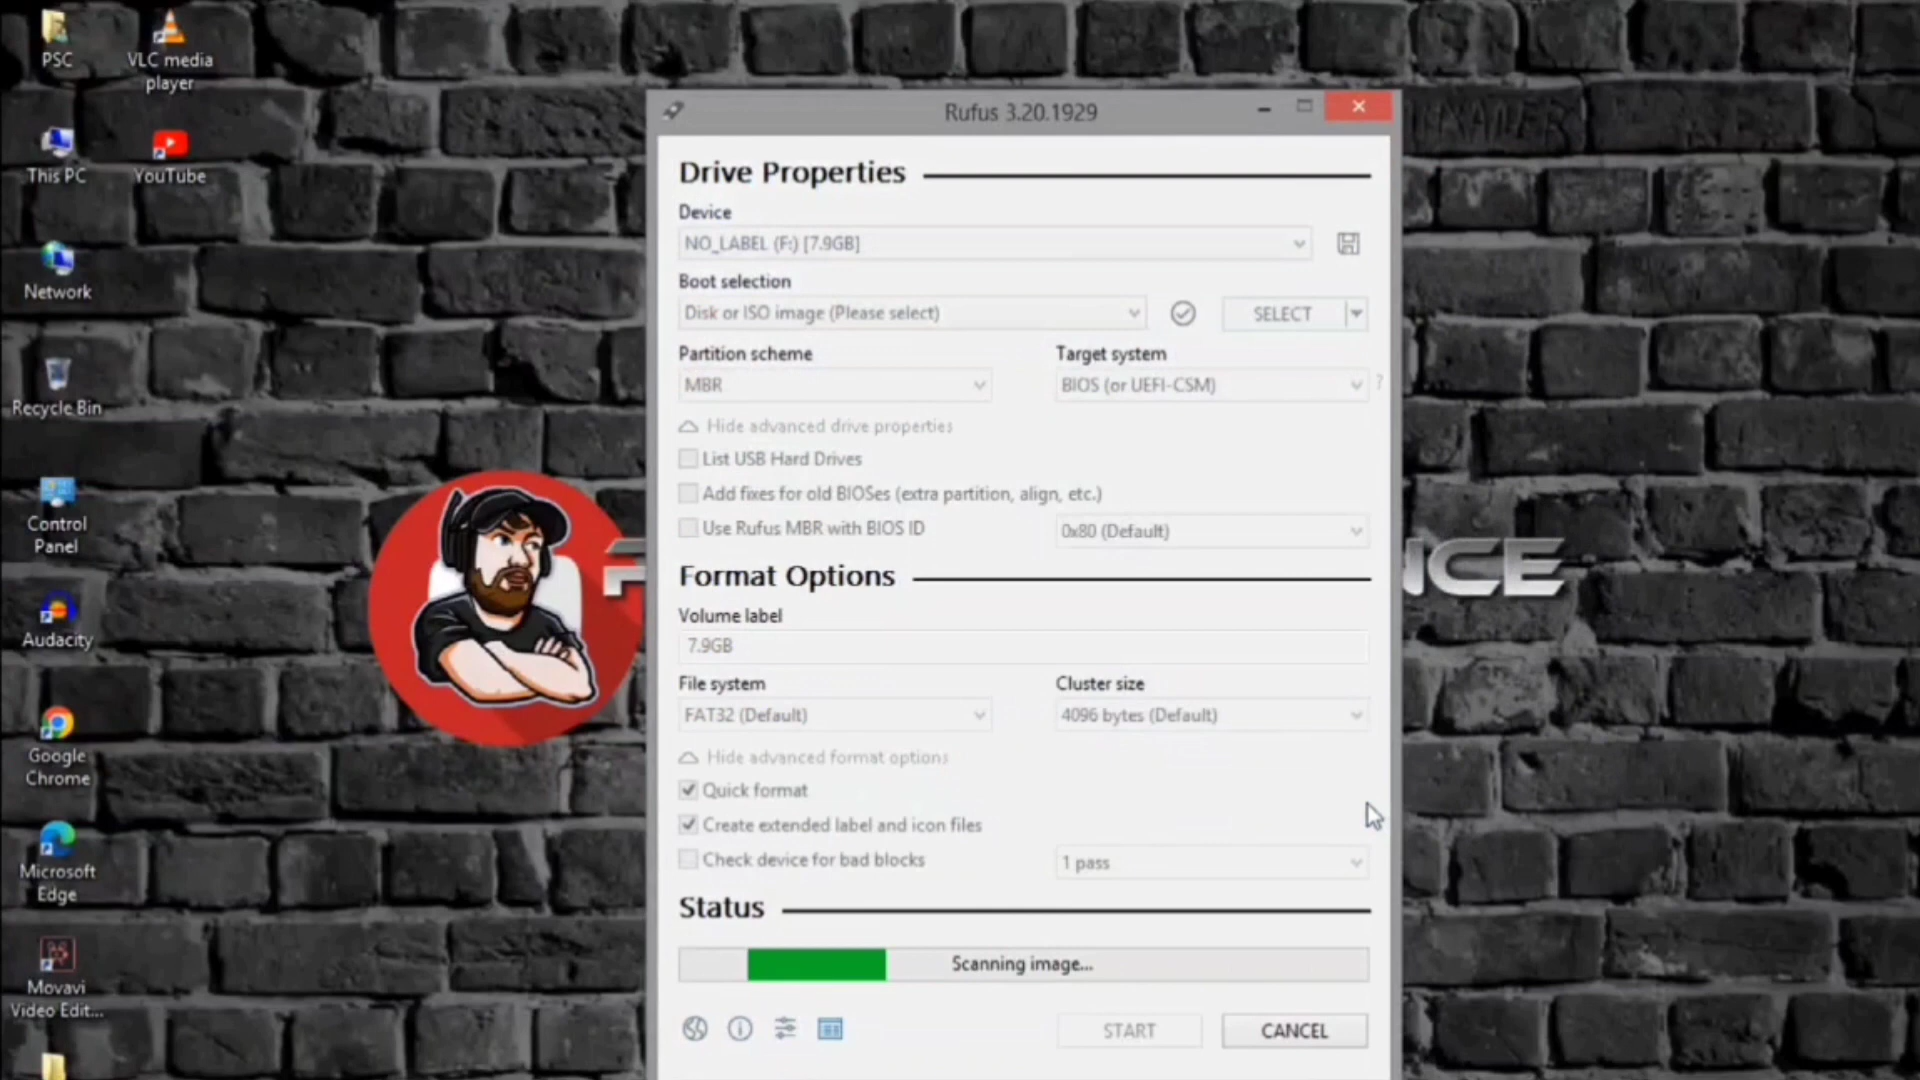 PSC
VLC media
player
This PC
YouTube
Network
Recycle Bin
Control
Panel
Audacity
Google
Chrome
Microsoft
Edge
Movavi
Video Edit...
Rufus 3.20.1929
Drive Properties
Device
NO_LABEL (F:) [7.9GB]
Boot selection
Disk or ISO image (Please select)
SELECT
Partition scheme
Target system
MBR
BIOS (or UEFI-CSM)
?
Hide advanced drive properties
List USB Hard Drives
Add fixes for old BIOSes (extra partition, align, etc.)
Use Rufus MBR with BIOS ID
0x80 (Default)
Format Options
Volume label
7.9GB
File system
Cluster size
FAT32 (Default)
4096 bytes (Default)
Hide advanced format options
Quick format
Create extended label and icon files
Check device for bad blocks
1 pass
Status
Scanning image...
START
CANCEL